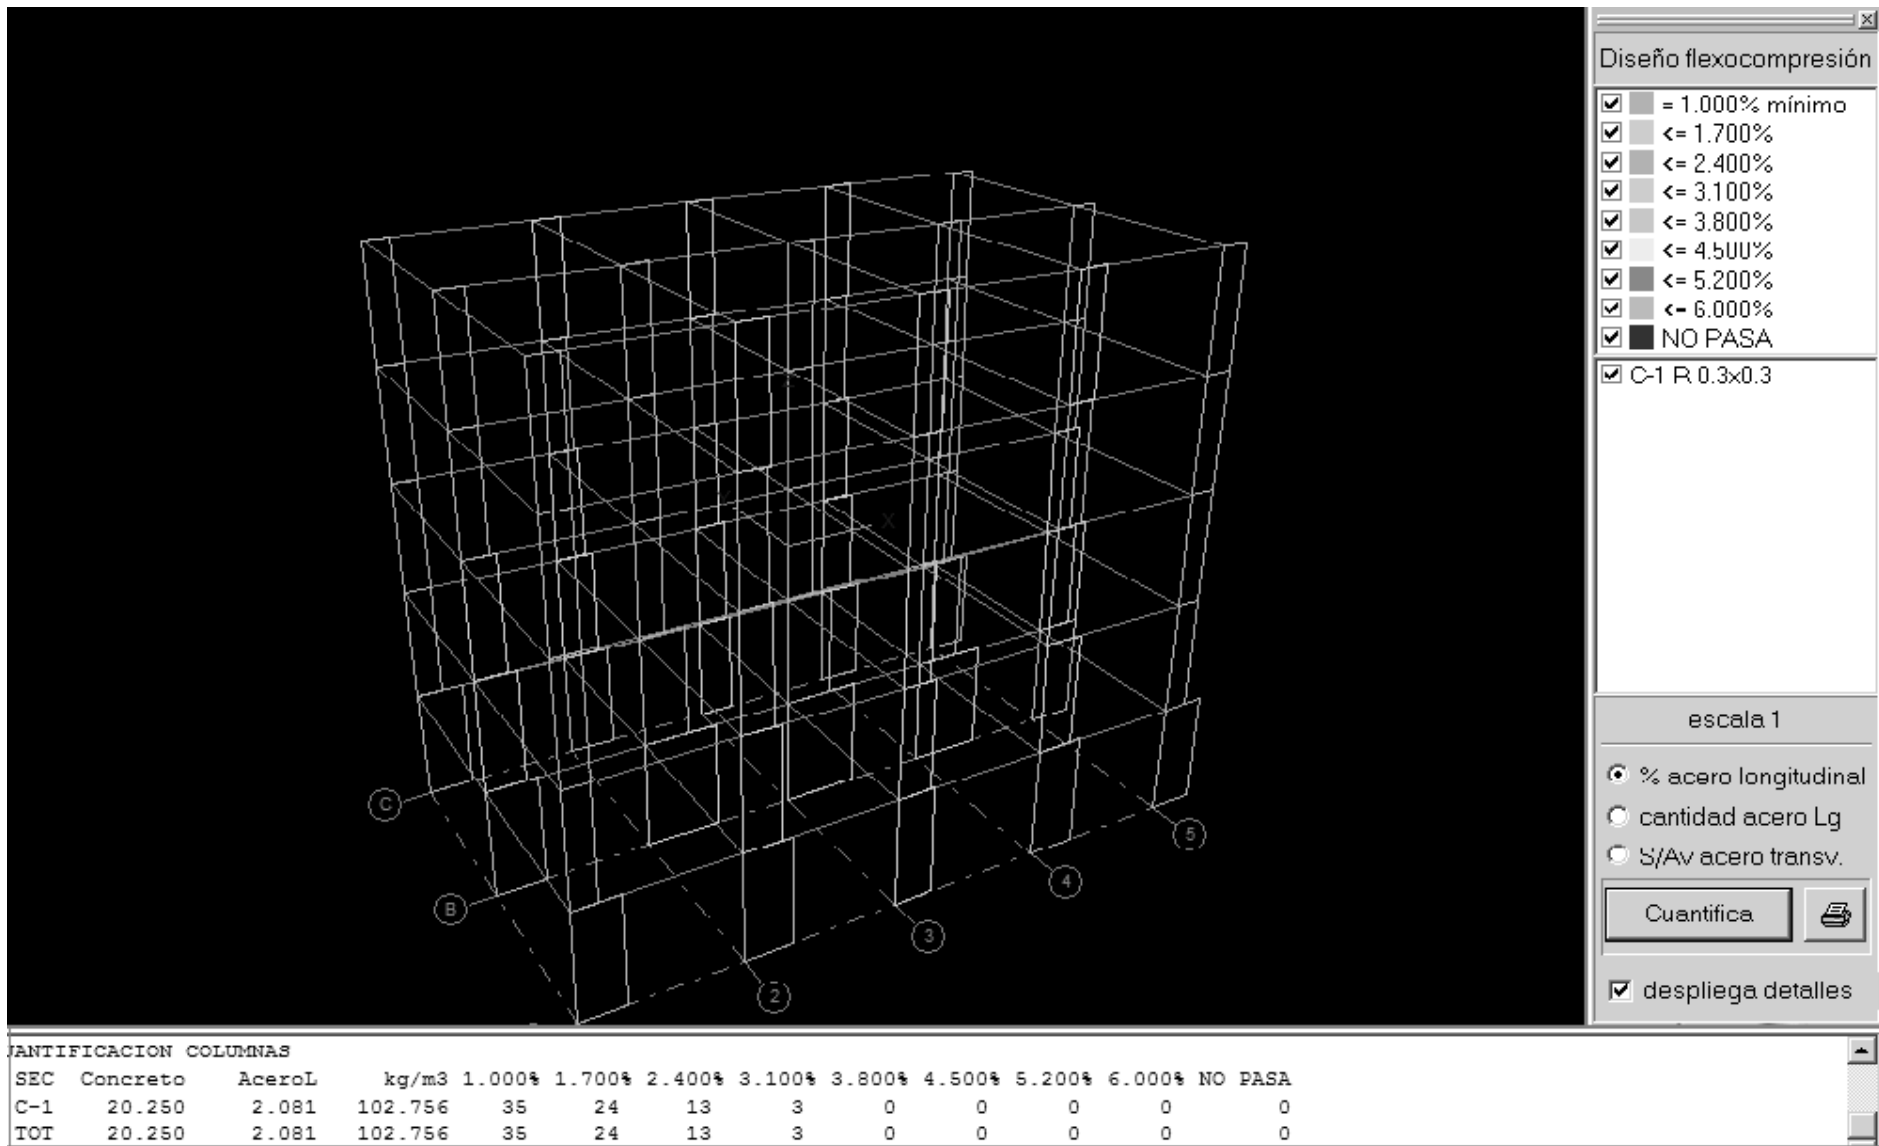 Diseño flexocompresión
= 1.000% mínimo
<= 1.700%
<= 2.400%
<= 3.100%
<= 3.800%
<= 4.500%
<= 5.200%
<= 6.000%
NO PASA
C-1 R 0.3x0.3
X
C
B
5
4
3
2
escala 1
% acero longitudinal
cantidad acero Lg
S/Av acero transv.
Cuantifica
despliega detalles
JANTIFICACION COLUMNAS
SEC Concreto AceroL kg/m3 1.000% 1.700% 2.400% 3.100% 3.800% 4.500% 5.200% 6.000% NO PASA
C-1 20.250 2.081 102.756 35 24 13 3 0 0 0 0 0
TOT 20.250 2.081 102.756 35 24 13 3 0 0 0 0 0